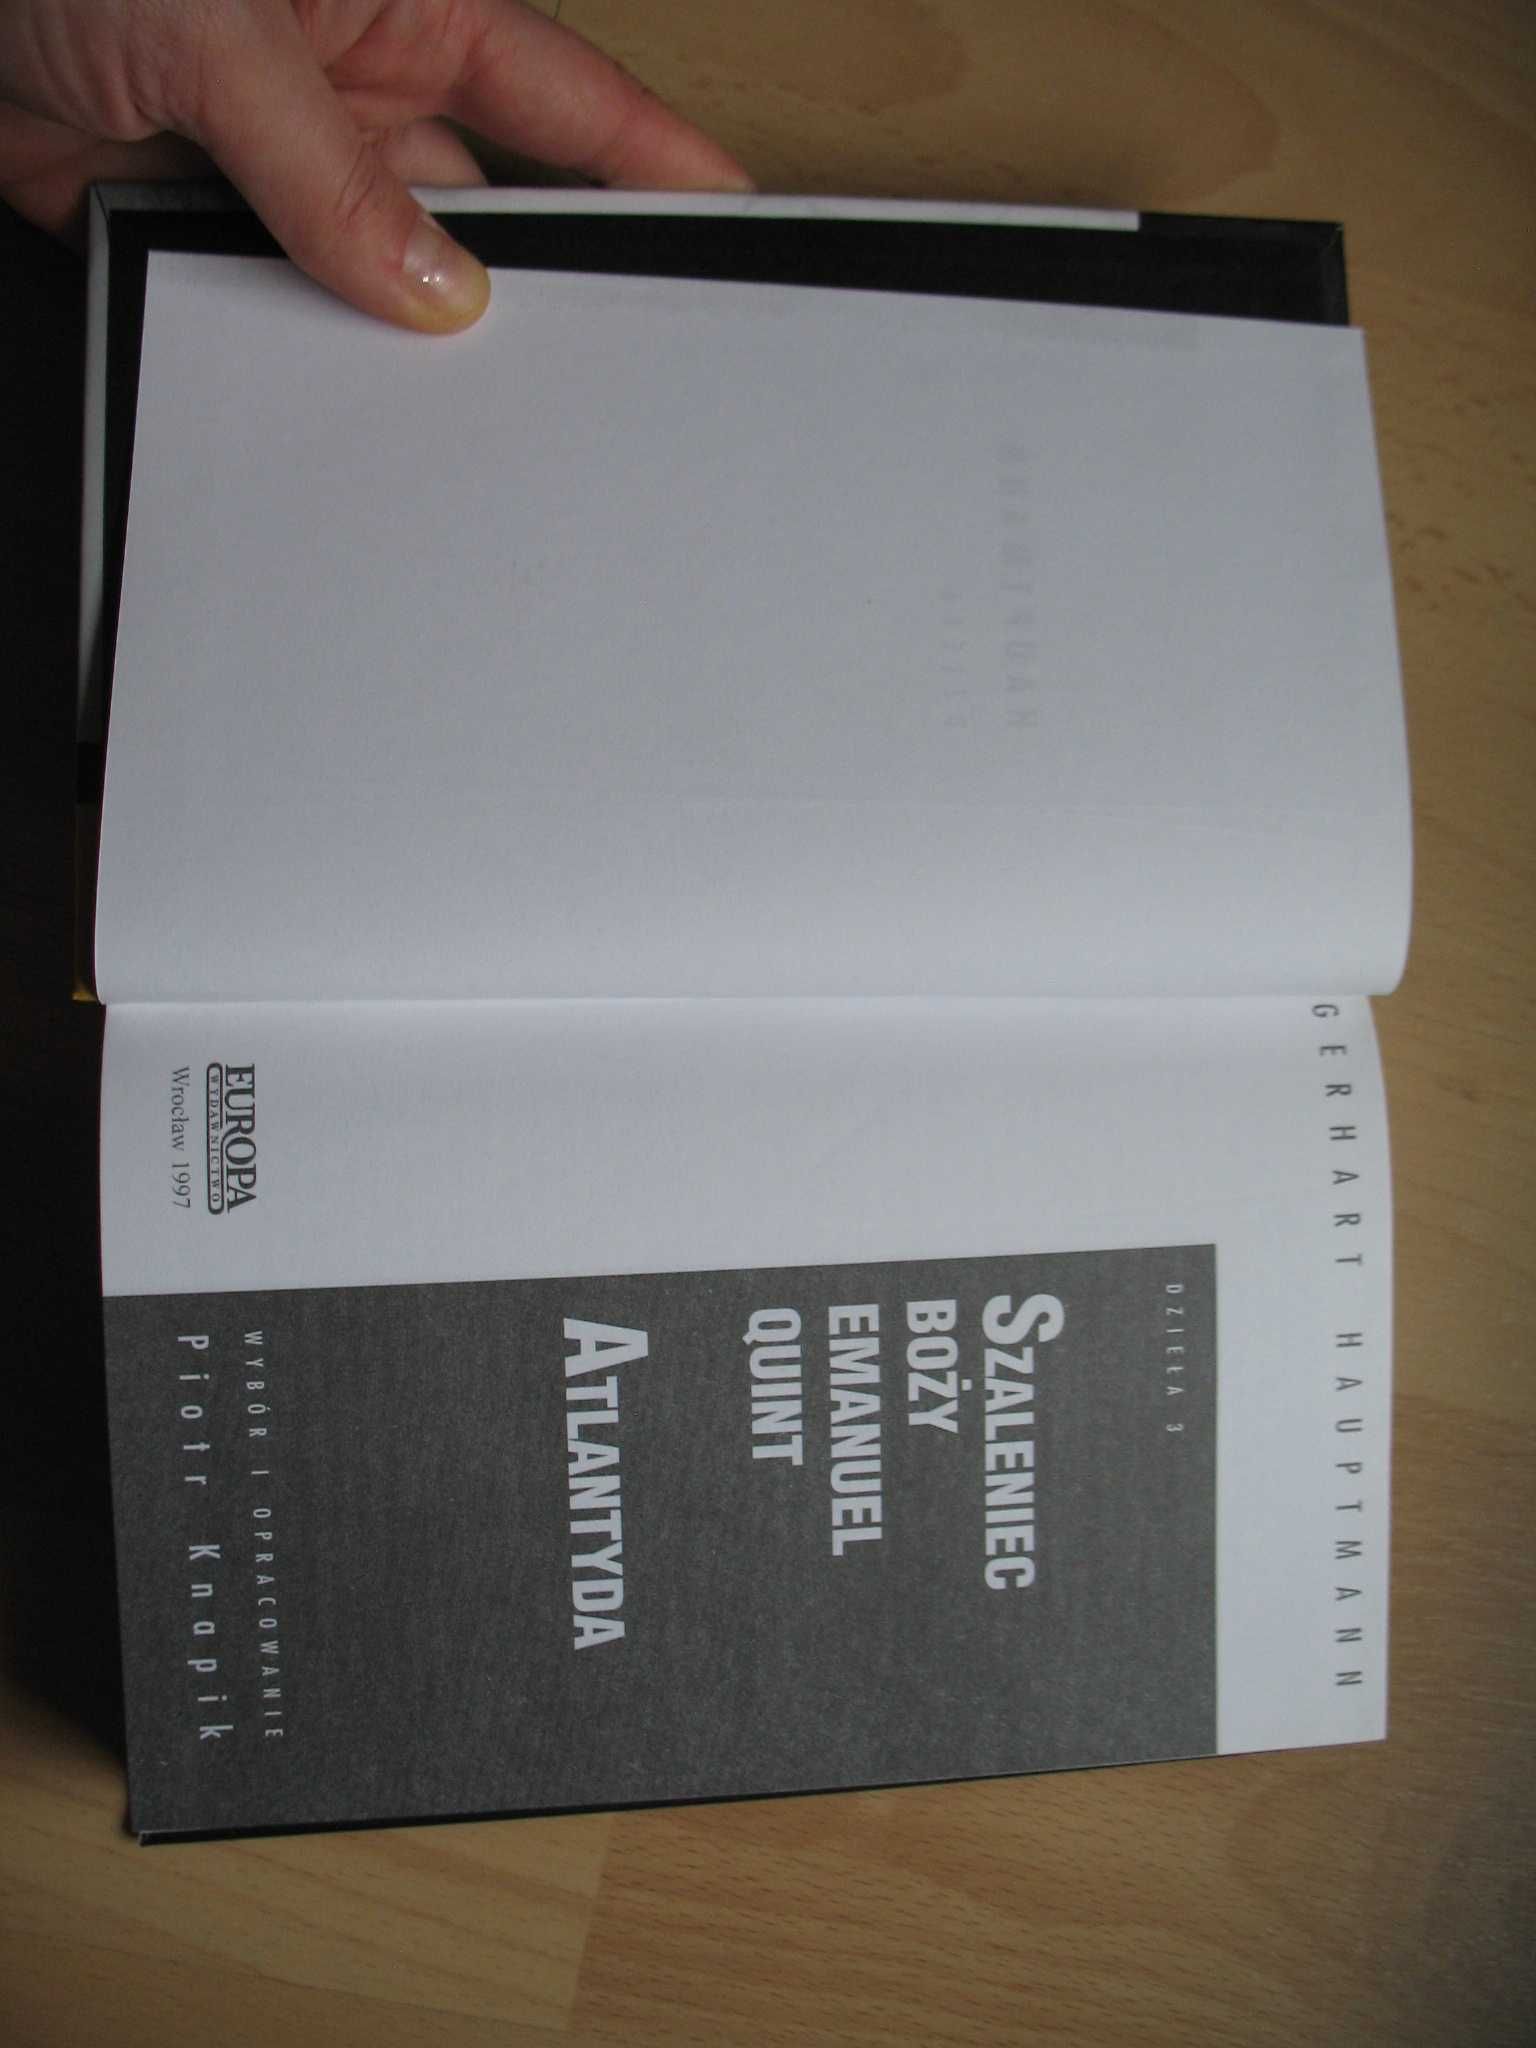 GERHART HAUPTMANN
DZIEŁA 3
SZALENIEC
BOŻY
EMANUEL
QUINT
ATLANTYDA
WYBÓR I OPRACOWANIE
Piotr Knapik
EUROPA
WYDAWNICTWO
Wrocław 1997